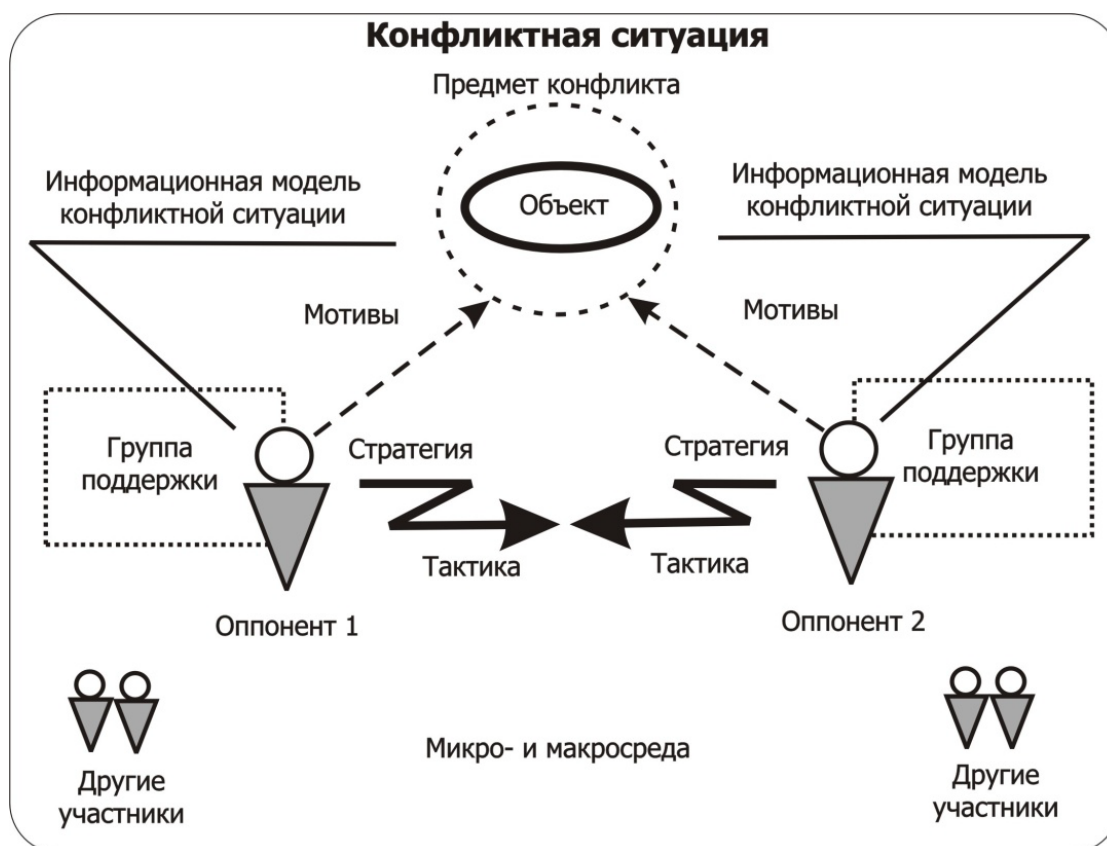 Конфликтная ситуация
Предмет конфликта
Информационная модель
конфликтной ситуации
Объект
Информационная модель
конфликтной ситуации
Мотивы
Мотивы
Группа
поддержки
Стратегия
Стратегия
Группа
поддержки
Тактика
Тактика
Оппонент 1
Оппонент 2
Микро- и макросреда
Другие
участники
Другие
участники